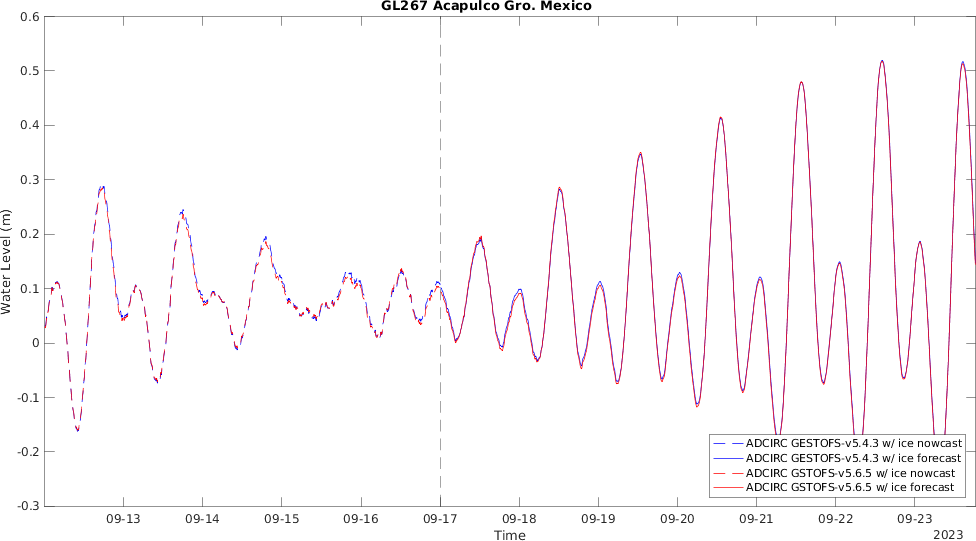 GL267 Acapulco Gro. Mexico
0.6
0.5
0.4
0.3
0.2
0.1
0
-0.1
-0.2
-0.3
Water Level (m)
ADCIRC GESTOFS-v5.4.3 w/ ice nowcast
ADCIRC GESTOFS-v5.4.3 w/ ice forecast
ADCIRC GSTOFS-v5.6.5 w/ ice nowcast
ADCIRC GSTOFS-v5.6.5 w/ ice forecast
09-13 09-14 09-15 09-16 09-17 09-18 09-19 09-20 09-21 09-22 09-23
Time
2023